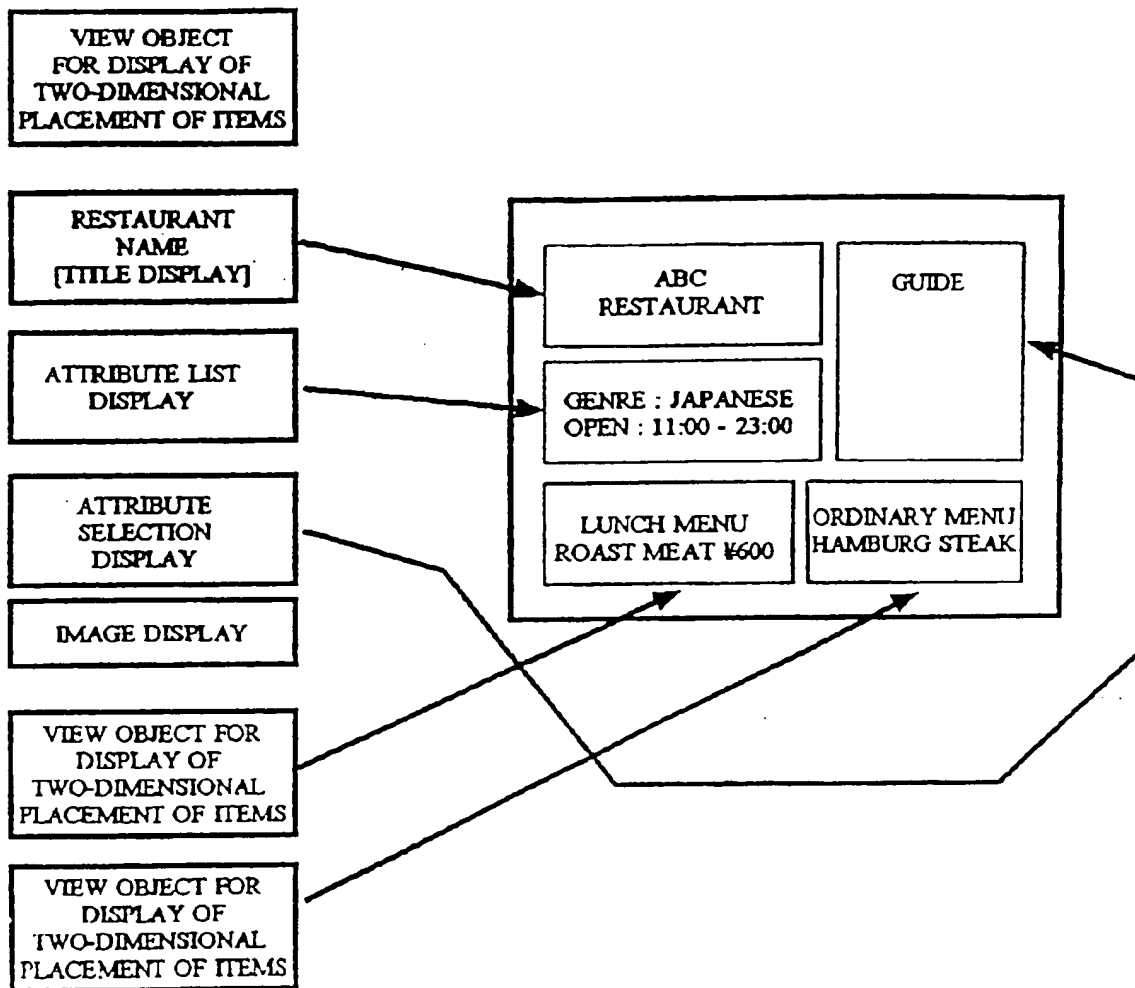 VIEW OBJECT
FOR DISPLAY OF
TWO-DIMENSIONAL
PLACEMENT OF ITEMS
RESTAURANT
NAME
[TITLE DISPLAY]
ATTRIBUTE LIST
DISPLAY
ATTRIBUTE
SELECTION
DISPLAY
IMAGE DISPLAY
VIEW OBJECT FOR
DISPLAY OF
TWO-DIMENSIONAL
PLACEMENT OF ITEMS
VIEW OBJECT FOR
DISPLAY OF
TWO-DIMENSIONAL
PLACEMENT OF ITEMS
ABC
RESTAURANT
GUIDE
GENRE : JAPANESE
OPEN : 11:00 - 23:00
LUNCH MENU
ROAST MEAT ¥600
ORDINARY MENU
HAMBURG STEAK